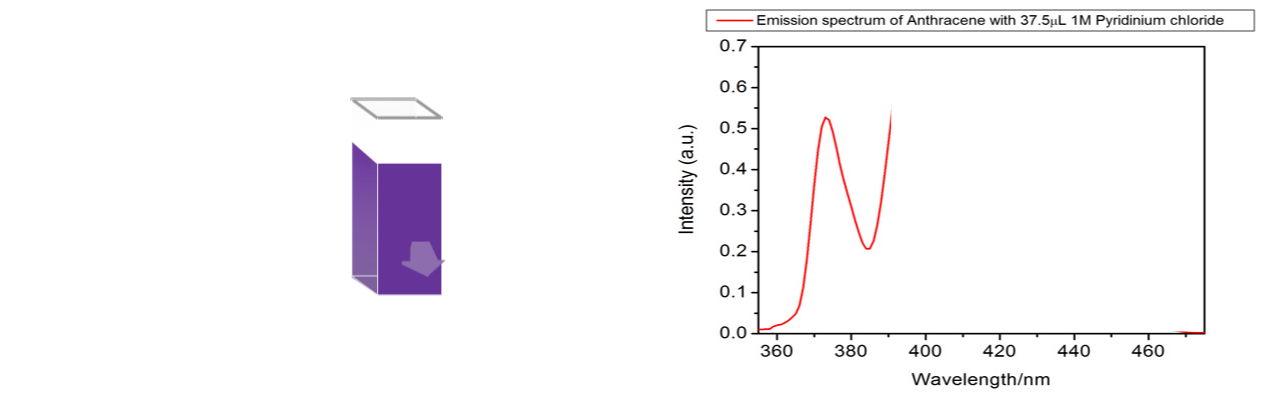 Emission spectrum of Anthracene with 37.5μL 1M Pyridinium chloride
0.7
0.6
0.5
0.4
0.3
0.2
0.1
0.0
Intensity (a.u.)
360 380 400 420 440 460
Wavelength/nm